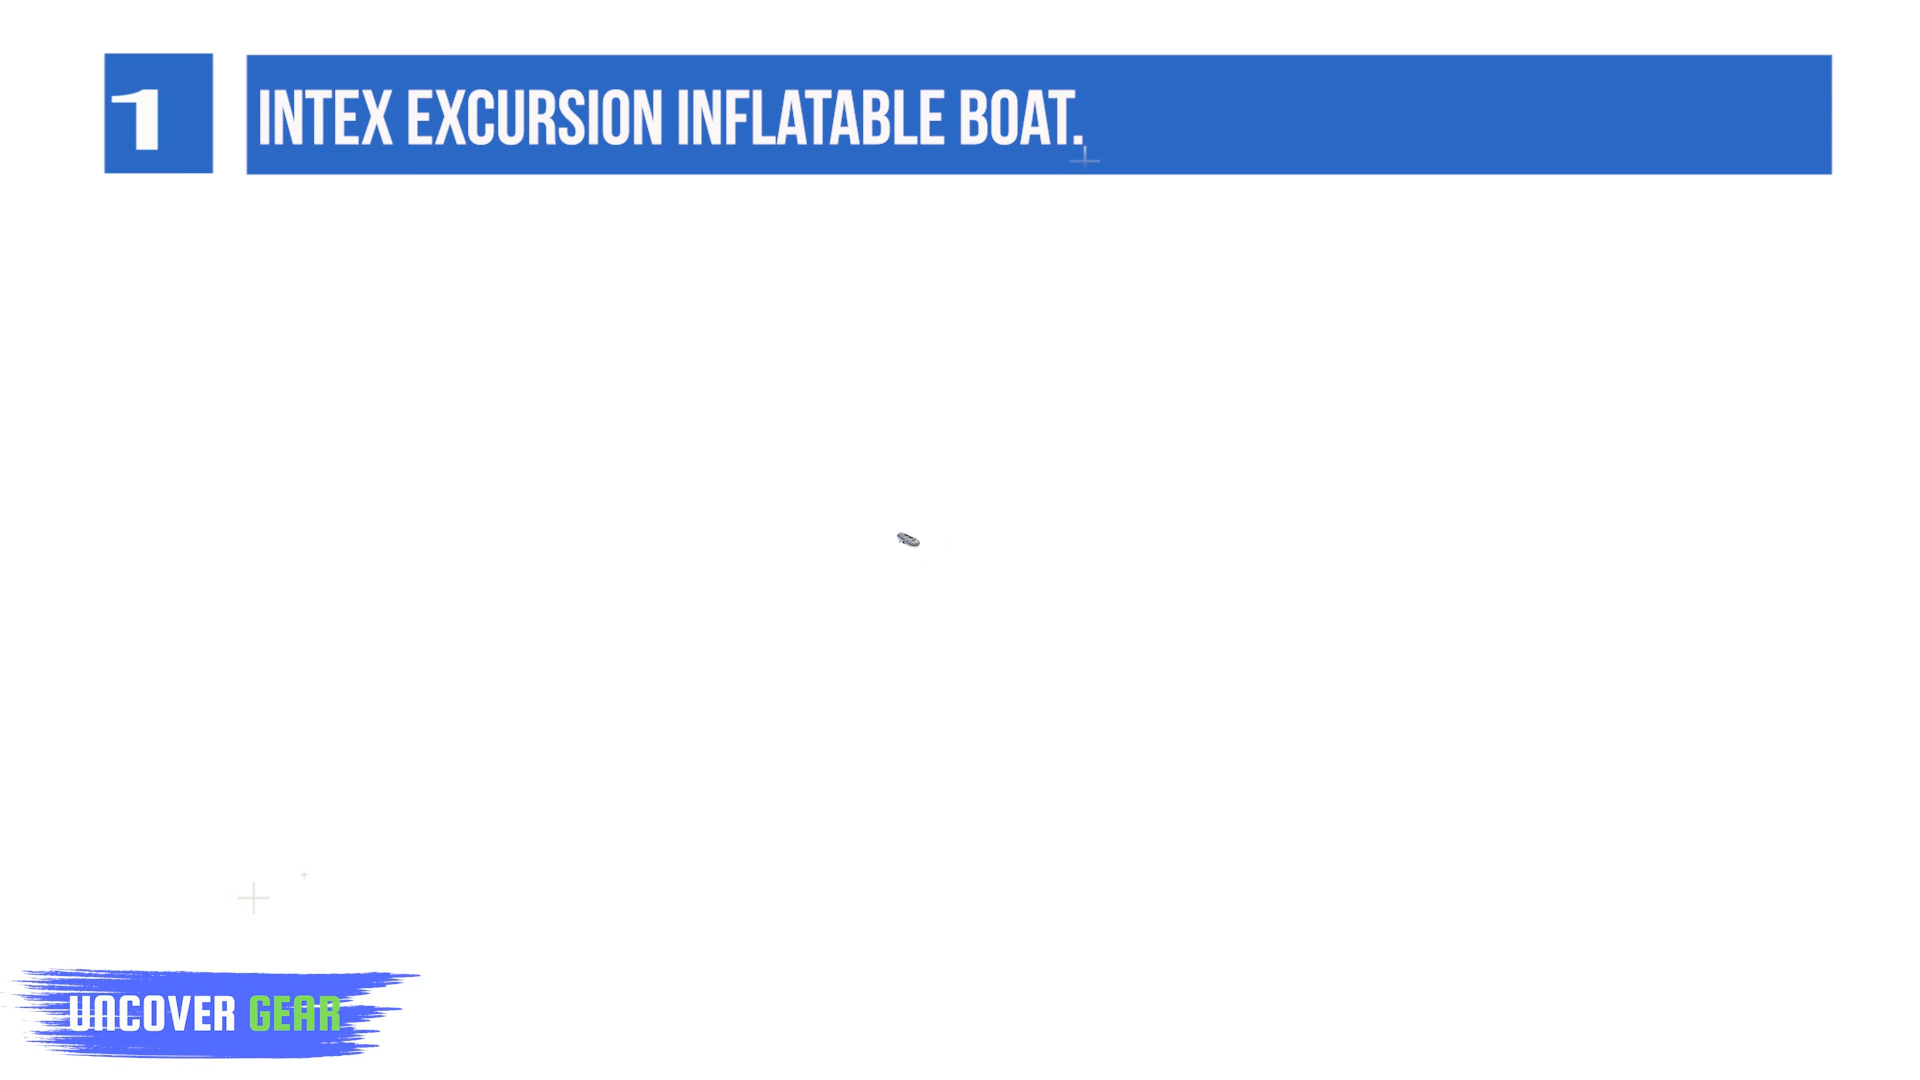 1
INTEX EXCURSION INFLATABLE BOAT.
UNCOVER GEAR